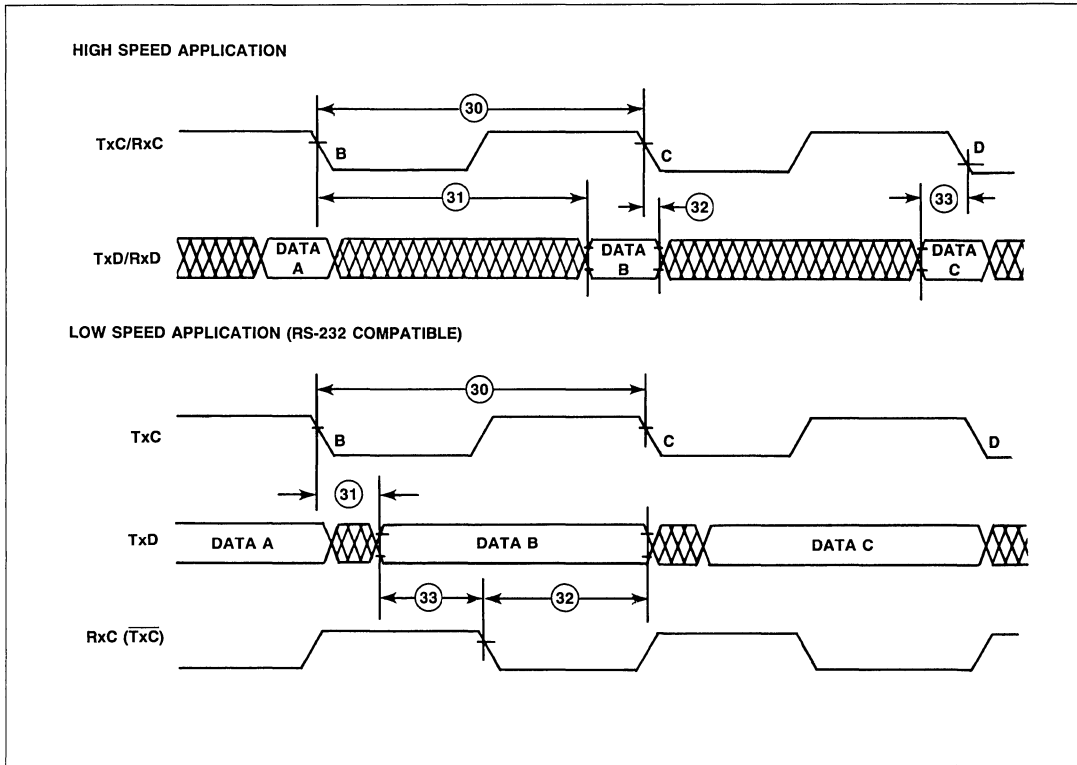 HIGH SPEED APPLICATION
30
TxC/RxC
B
C
D
31
32
33
TxD/RxD
DATA A
DATA B
DATA C
LOW SPEED APPLICATION (RS-232 COMPATIBLE)
30
TxC
B
C
D
31
TxD
DATA A
DATA B
DATA C
33
32
RxC (T̅x̅C̅)